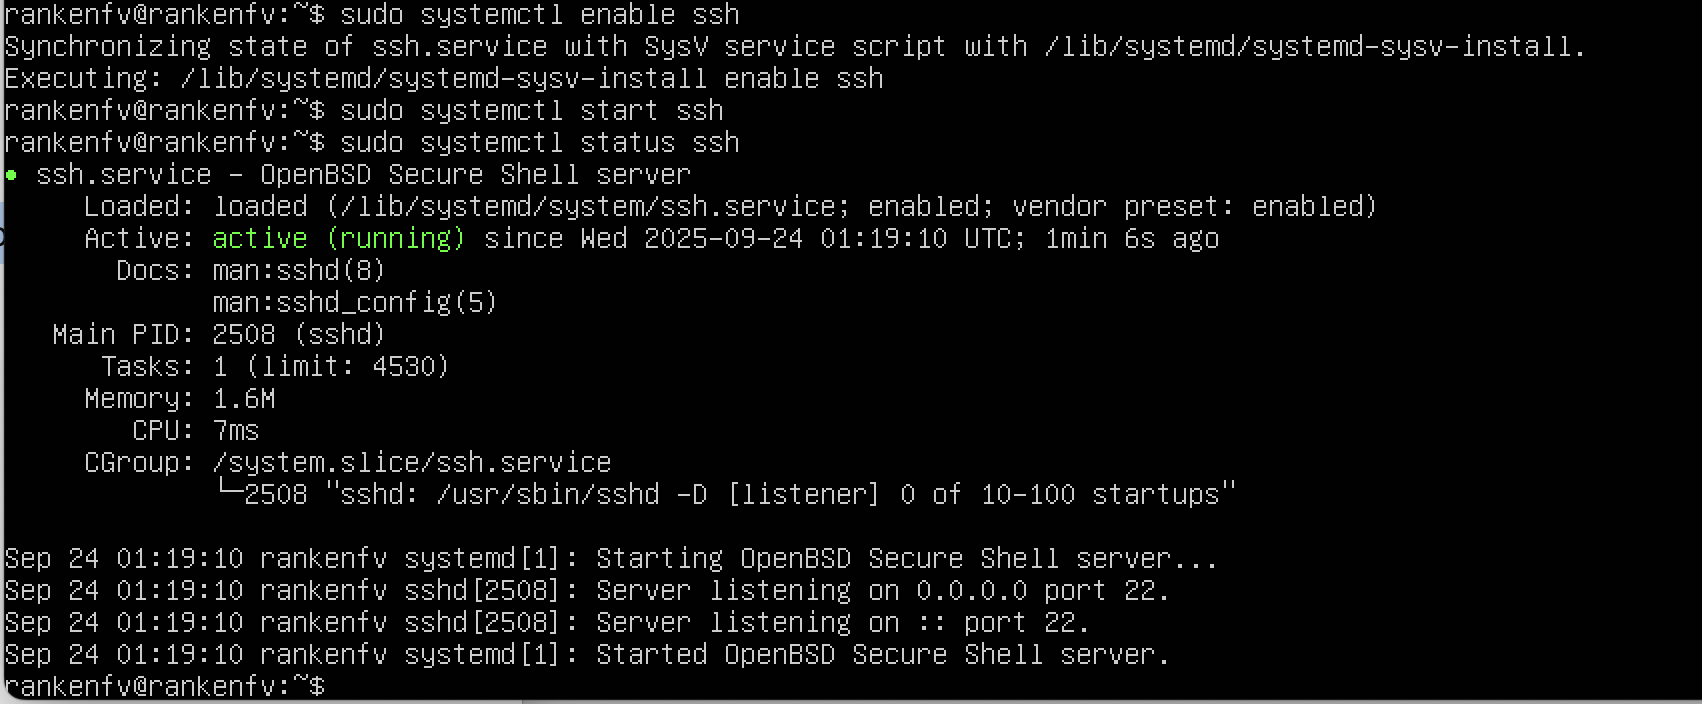 rankenfv@rankenfv:~$ sudo systemctl enable ssh
Synchronizing state of ssh.service with SysV service script with /lib/systemd/systemd-sysv-install.
Executing: /lib/systemd/systemd-sysv-install enable ssh
rankenfv@rankenfv:~$ sudo systemctl start ssh
rankenfv@rankenfv:~$ sudo systemctl status ssh
● ssh.service - OpenBSD Secure Shell server
     Loaded: loaded (/lib/systemd/system/ssh.service; enabled; vendor preset: enabled)
     Active: active (running) since Wed 2025-09-24 01:19:10 UTC; 1min 6s ago
       Docs: man:sshd(8)
             man:sshd_config(5)
   Main PID: 2508 (sshd)
      Tasks: 1 (limit: 4530)
     Memory: 1.6M
        CPU: 7ms
     CGroup: /system.slice/ssh.service
             └─2508 "sshd: /usr/sbin/sshd -D [listener] 0 of 10-100 startups"
Sep 24 01:19:10 rankenfv systemd[1]: Starting OpenBSD Secure Shell server...
Sep 24 01:19:10 rankenfv sshd[2508]: Server listening on 0.0.0.0 port 22.
Sep 24 01:19:10 rankenfv sshd[2508]: Server listening on :: port 22.
Sep 24 01:19:10 rankenfv systemd[1]: Started OpenBSD Secure Shell server.
rankenfv@rankenfv:~$